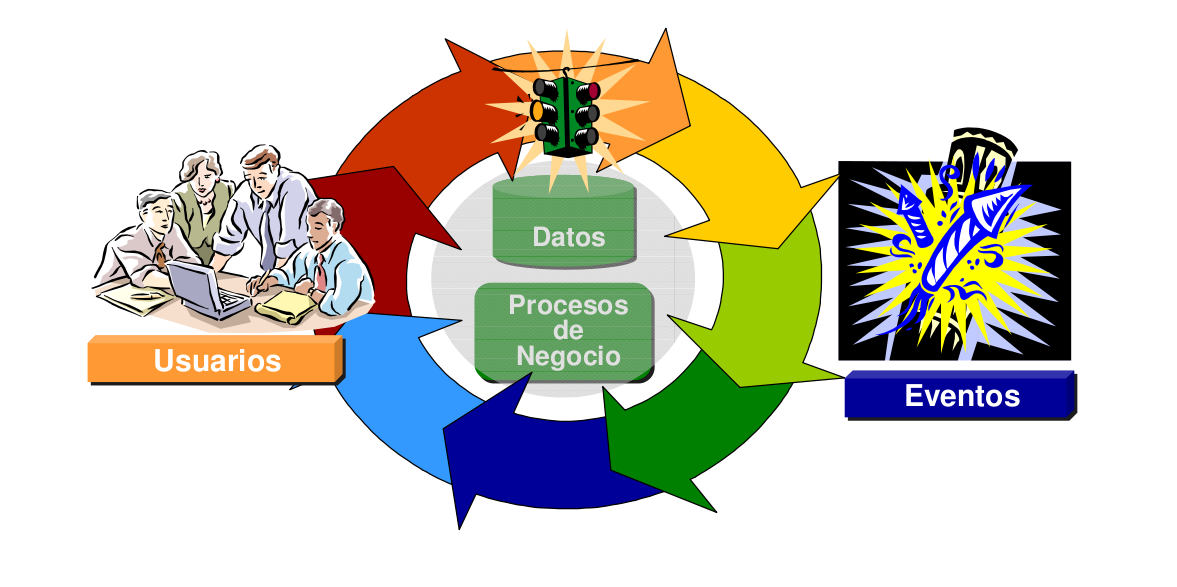 Datos
Procesos
de
Negocio
Usuarios
Eventos